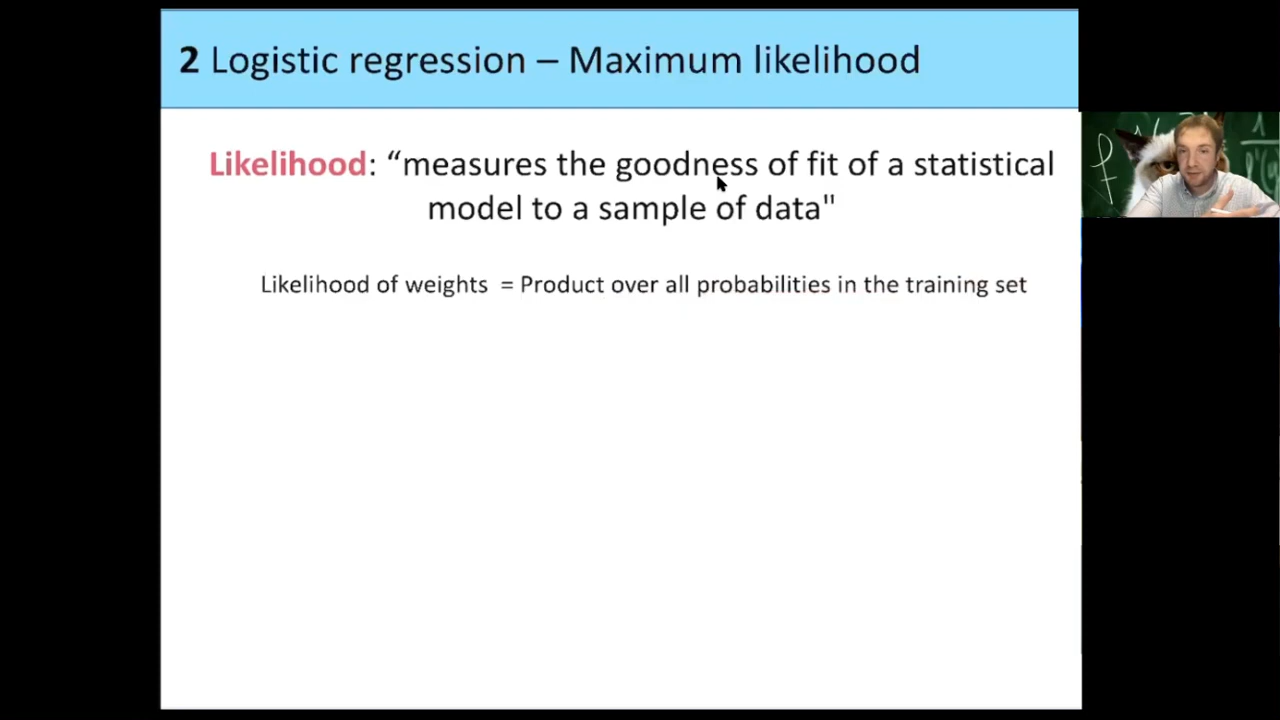 2 Logistic regression – Maximum likelihood
Likelihood: “measures the goodness of fit of a statistical
model to a sample of data"
Likelihood of weights = Product over all probabilities in the training set